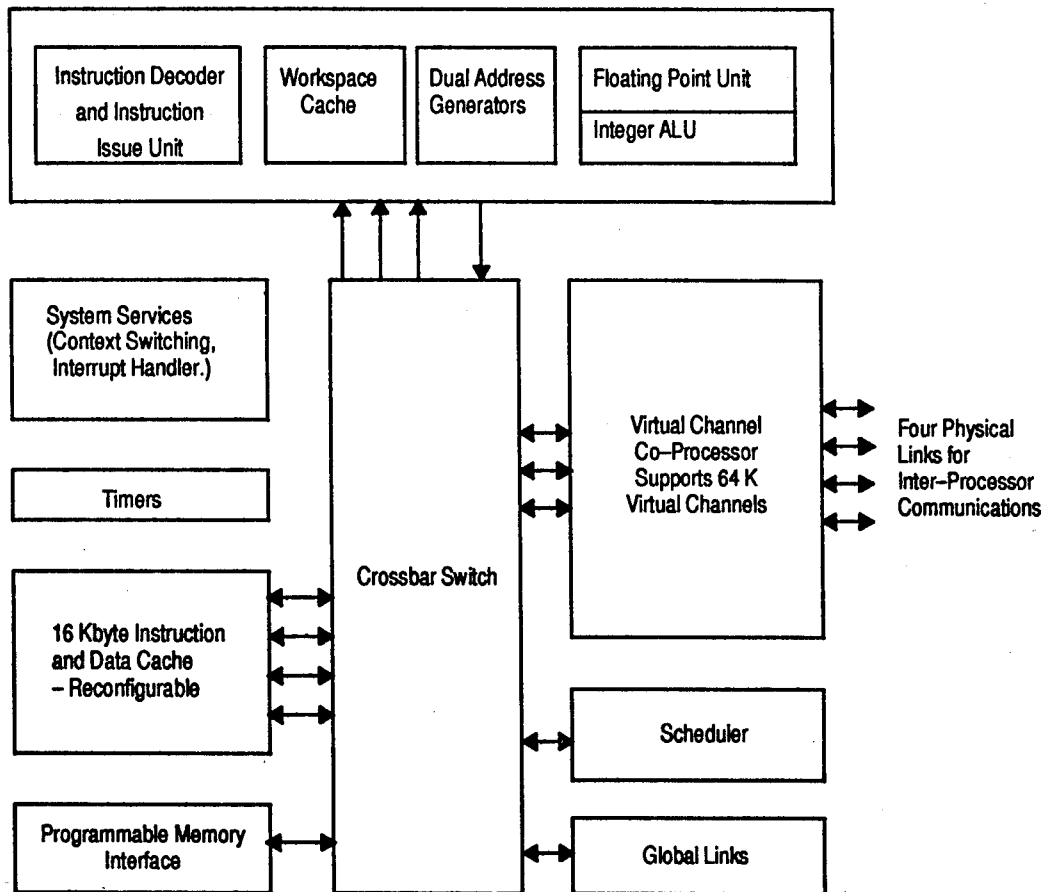 Instruction Decoder
and Instruction
Issue Unit
Workspace
Cache
Dual Address
Generators
Floating Point Unit
Integer ALU
System Services
(Context Switching,
Interrupt Handler.)
Timers
16 Kbyte Instruction
and Data Cache
– Reconfigurable
Programmable Memory
Interface
Crossbar Switch
Virtual Channel
Co–Processor
Supports 64 K
Virtual Channels
Four Physical
Links for
Inter–Processor
Communications
Scheduler
Global Links